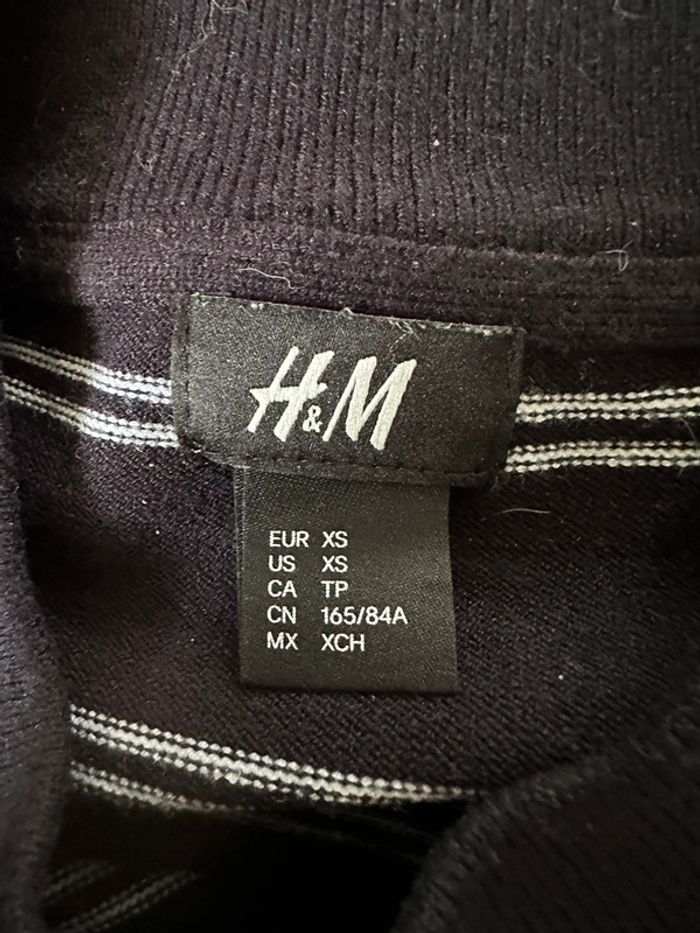 H&M
EUR XS
US XS
CA TP
CN 165/84A
MX XCH